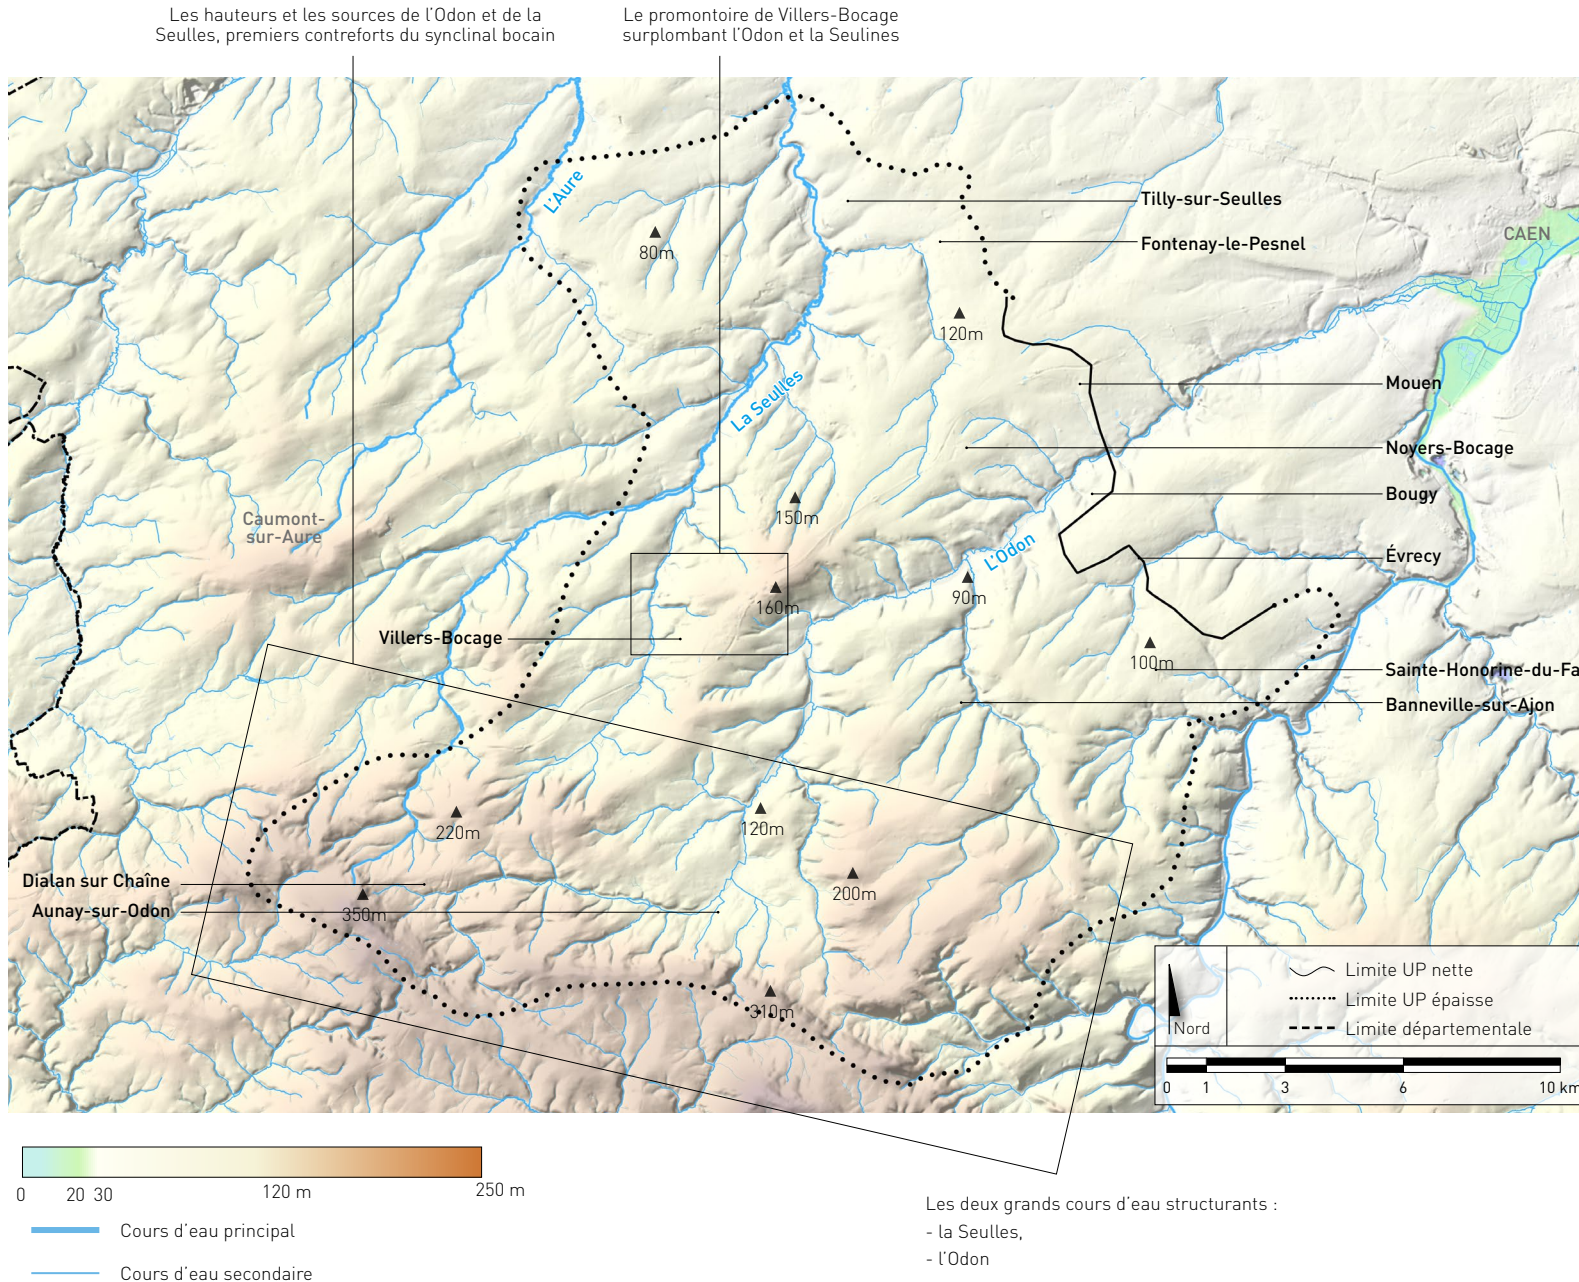 Les hauteurs et les sources de l'Odon et de la
Seulles, premiers contreforts du synclinal bocain
Le promontoire de Villers-Bocage
surplombant l'Odon et la Seulines
L'Aure
80m
Tilly-sur-Seulles
Fontenay-le-Pesnel
CAEN
120m
La Seulles
Mouen
Noyers-Bocage
Bougy
150m
Caumont-
sur-Aure
L'Odon
Évrecy
160m
90m
Villers-Bocage
100m
Sainte-Honorine-du-Fa
Banneville-sur-Ajon
220m
120m
200m
Dialan sur Chaîne
350m
Aunay-sur-Odon
310m
Nord
Limite UP nette
Limite UP épaisse
Limite départementale
0 1 3 6 10 km
0 20 30 120 m 250 m
Cours d'eau principal
Cours d'eau secondaire
Les deux grands cours d'eau structurants :
- la Seulles,
- l'Odon